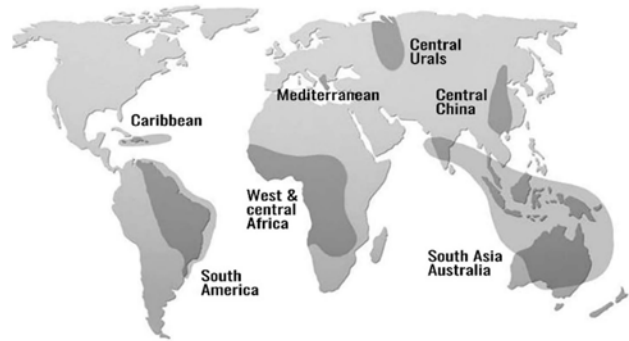 Central
Urals
Mediterranean
Central
China
Caribbean
West &
central
Africa
South Asia
Australia
South
America